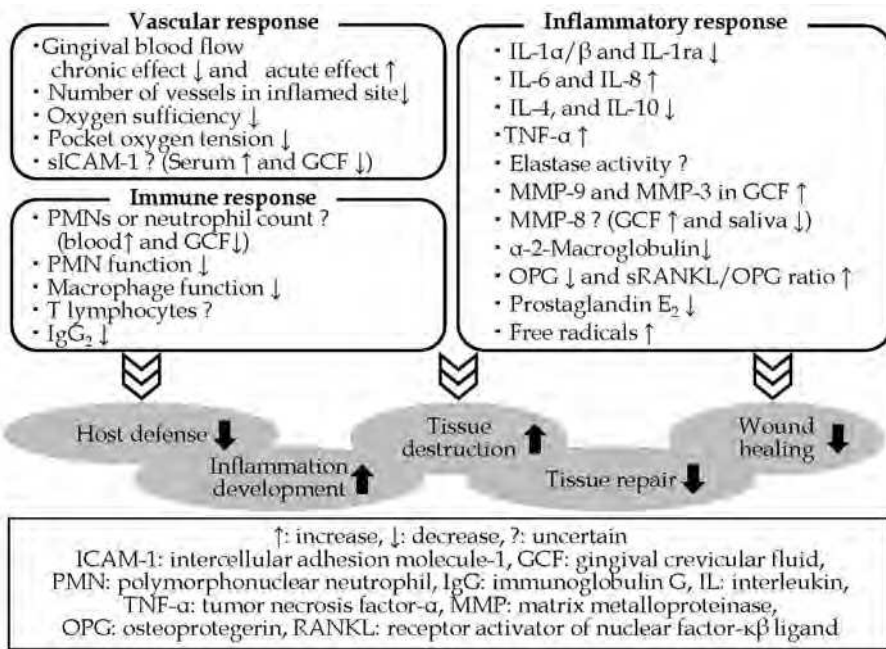 Vascular response
·Gingival blood flow
chronic effect ↓ and acute effect ↑
· Number of vessels in inflamed site↓
· Oxygen sufficiency ↓
· Pocket oxygen tension ↓
· sICAM-1 ? (Serum ↑ and GCF ↓)
Immune response
· PMNs or neutrophil count ?
(blood↑ and GCF↓)
· PMN function ↓
· Macrophage function ↓
· T lymphocytes ?
· IgG₂ ↓
Inflammatory response
· IL-1α/β and IL-1ra ↓
· IL-6 and IL-8 ↑
· IL-4, and IL-10 ↓
·TNF-α ↑
· Elastase activity ?
· MMP-9 and MMP-3 in GCF ↑
· MMP-8 ? (GCF ↑ and saliva ↓)
· α-2-Macroglobulin↓
· OPG ↓ and sRANKL/OPG ratio ↑
· Prostaglandin E₂ ↓
· Free radicals ↑
Host defense
Inflammation
development
Tissue
destruction
Tissue repair
Wound
healing
↑: increase, ↓: decrease, ?: uncertain
ICAM-1: intercellular adhesion molecule-1, GCF: gingival crevicular fluid,
PMN: polymorphonuclear neutrophil, IgG: immunoglobulin G, IL: interleukin,
TNF-α: tumor necrosis factor-α, MMP: matrix metalloproteinase,
OPG: osteoprotegerin, RANKL: receptor activator of nuclear factor-κβ ligand